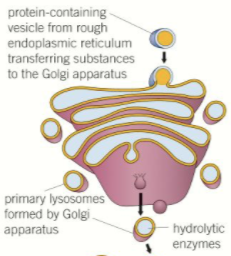 protein-containing
vesicle from rough
endoplasmic reticulum
transferring substances
to the Golgi apparatus
primary lysosomes
formed by Golgi
apparatus
hydrolytic
enzymes